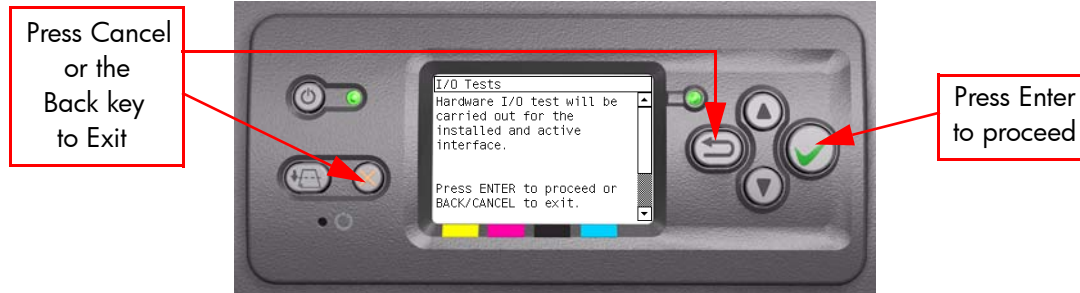 Press Cancel
or the
Back key
to Exit
I/O Tests
Hardware I/O test will be
carried out for the
installed and active
interface.
Press ENTER to proceed or
BACK/CANCEL to exit.
Press Enter
to proceed